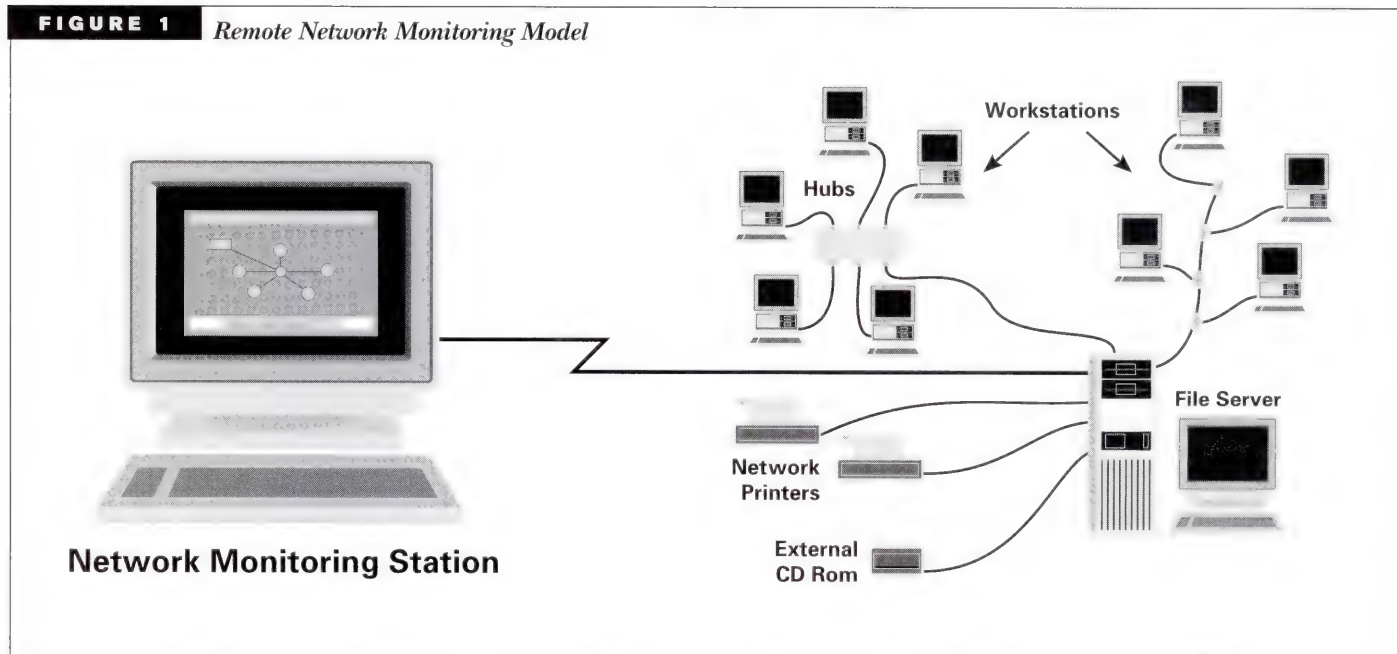 FIGURE 1
Remote Network Monitoring Model
Workstations
Hubs
File Server
Network
Printers
External
CD Rom
Network Monitoring Station